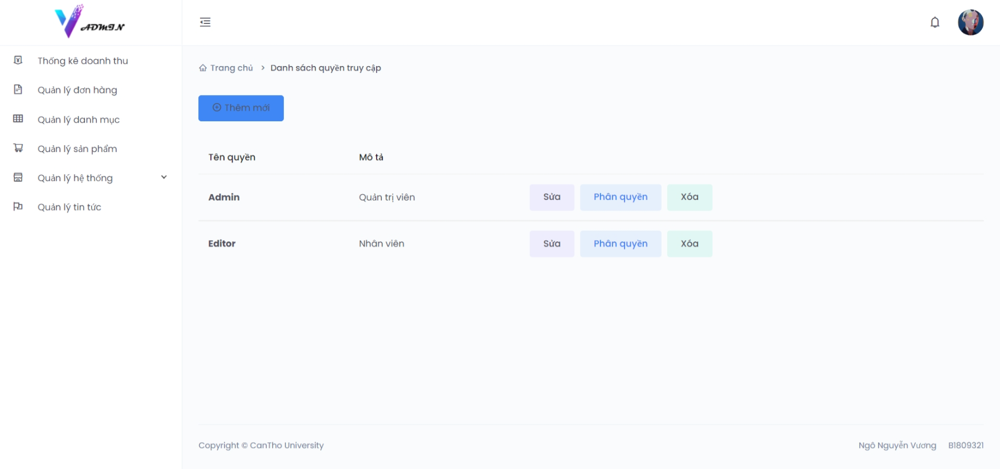 ADMIN
Thống kê doanh thu
Quản lý đơn hàng
Quản lý danh mục
Quản lý sản phẩm
Quản lý hệ thống
Quản lý tin tức
Trang chủ > Danh sách quyền truy cập
Thêm mới
Tên quyền Mô tả
Admin Quản trị viên Sửa Phân quyền Xóa
Editor Nhân viên Sửa Phân quyền Xóa
Copyright © CanTho University Ngô Nguyễn Vương B1809321